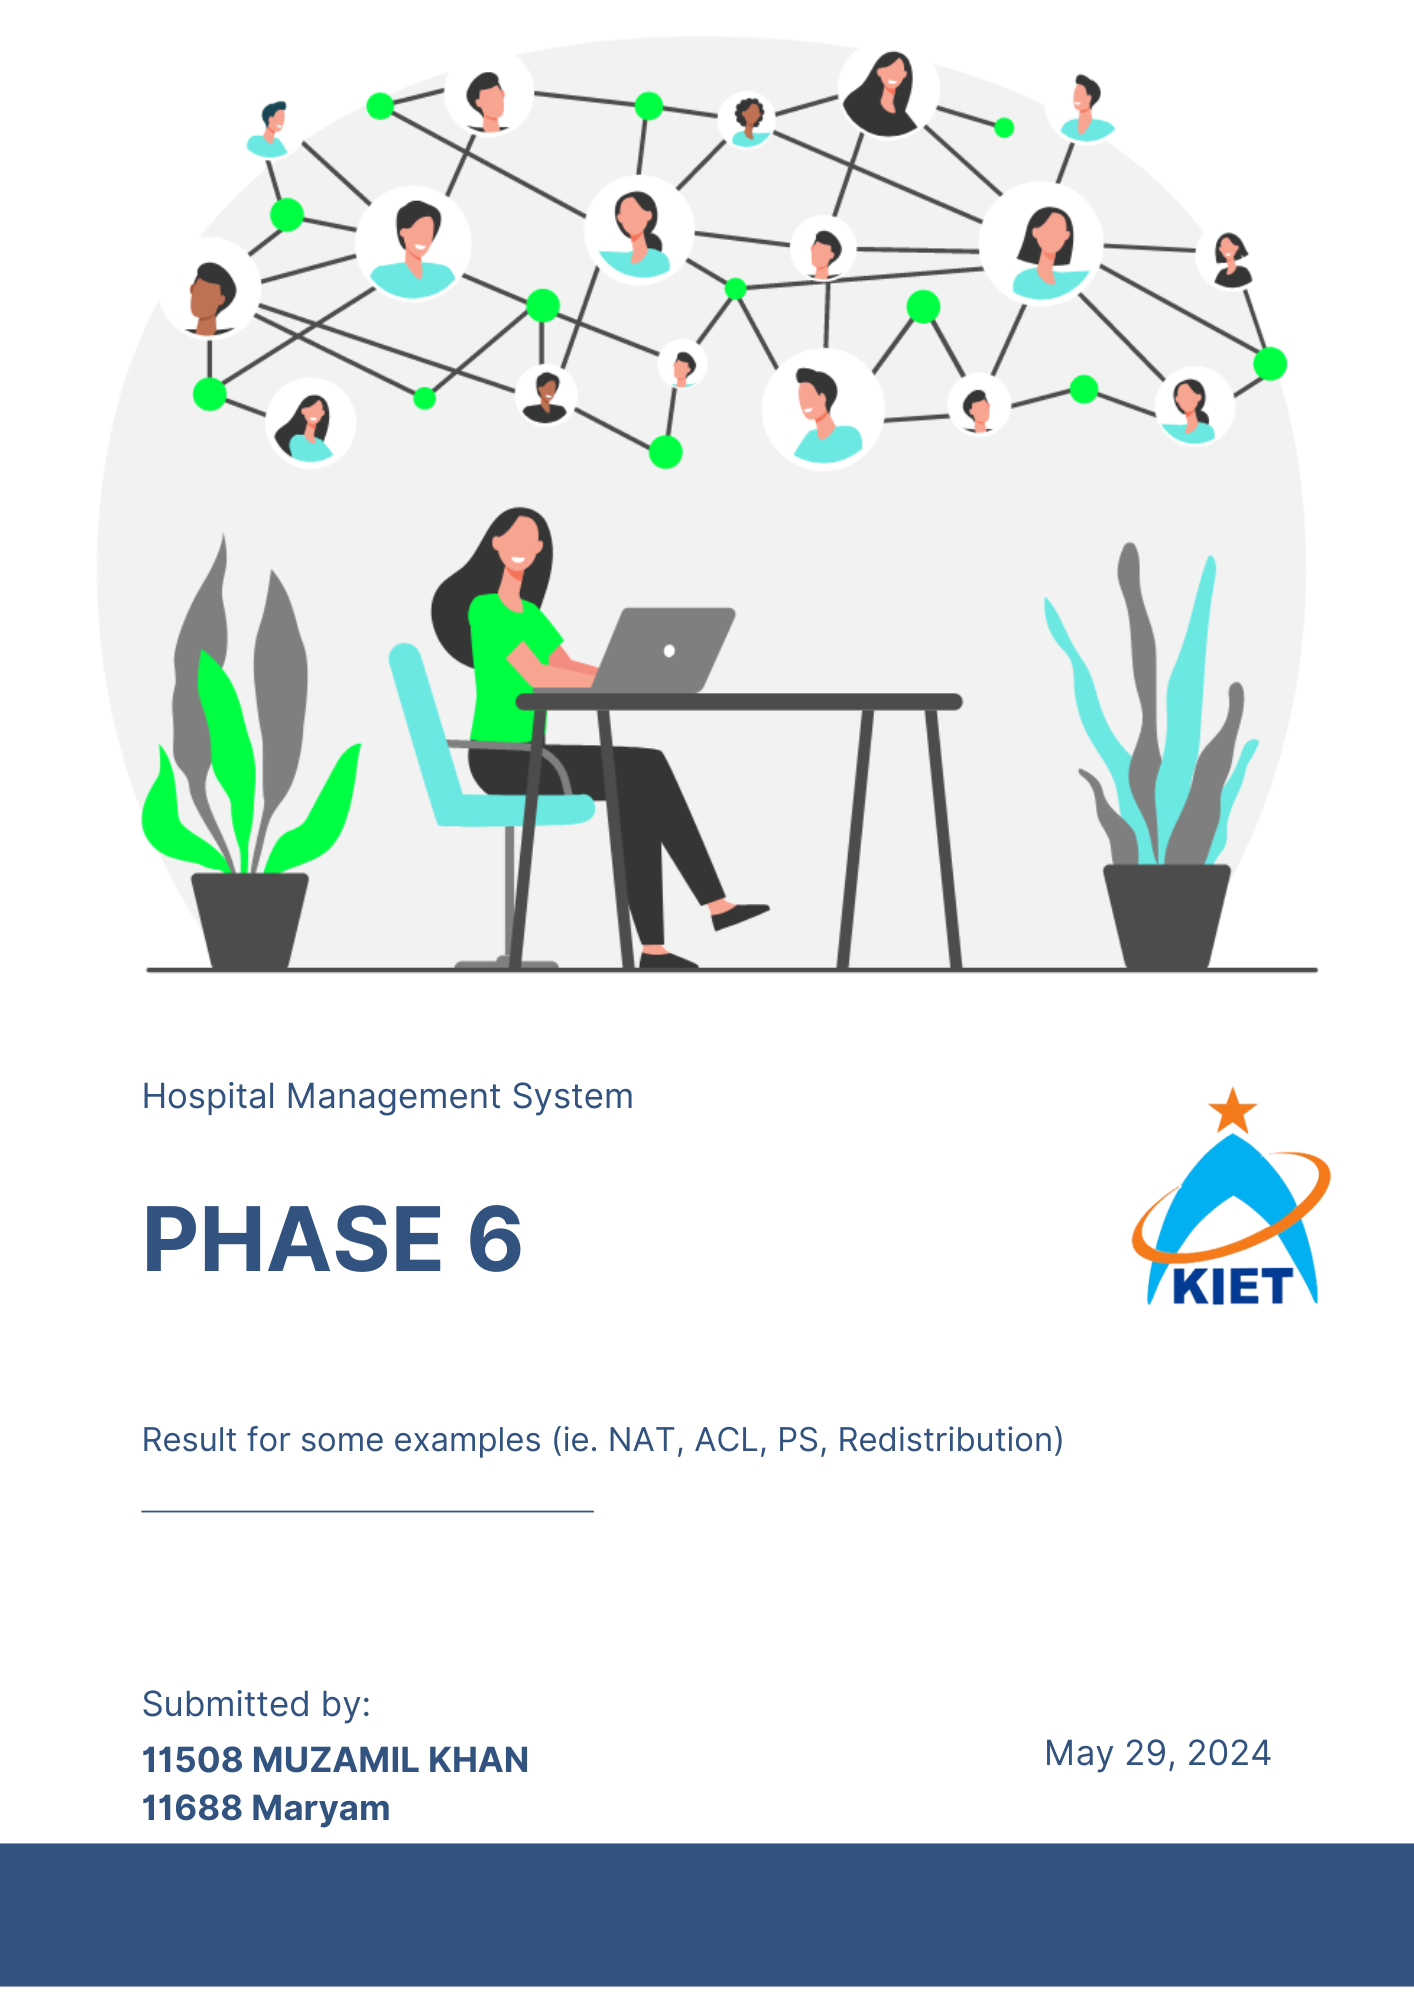 Hospital Management System
PHASE 6
KIET
Result for some examples (ie. NAT, ACL, PS, Redistribution)
Submitted by:
11508 MUZAMIL KHAN
11688 Maryam
May 29, 2024